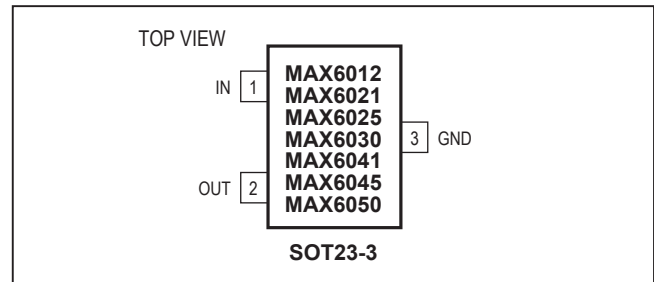 TOP VIEW
IN 1
MAX6012
MAX6021
MAX6025
MAX6030
MAX6041
MAX6045
MAX6050
3 GND
OUT 2
SOT23-3